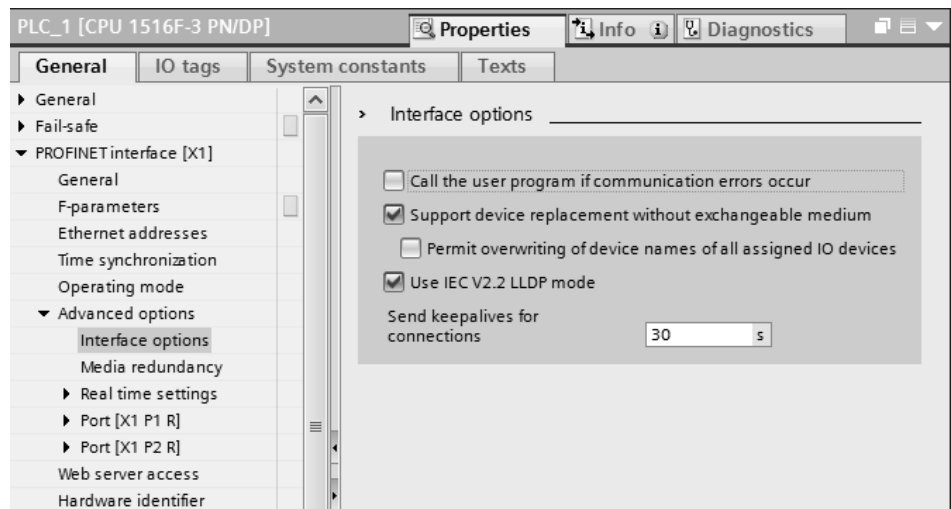 PLC_1 [CPU 1516F-3 PN/DP]
Properties
Info
Diagnostics
General
IO tags
System constants
Texts
General
Fail-safe
PROFINET interface [X1]
General
F-parameters
Ethernet addresses
Time synchronization
Operating mode
Advanced options
Interface options
Media redundancy
Real time settings
Port [X1 P1 R]
Port [X1 P2 R]
Web server access
Hardware identifier
Interface options
Call the user program if communication errors occur
Support device replacement without exchangeable medium
Permit overwriting of device names of all assigned IO devices
Use IEC V2.2 LLDP mode
Send keepalives for
connections
30 s